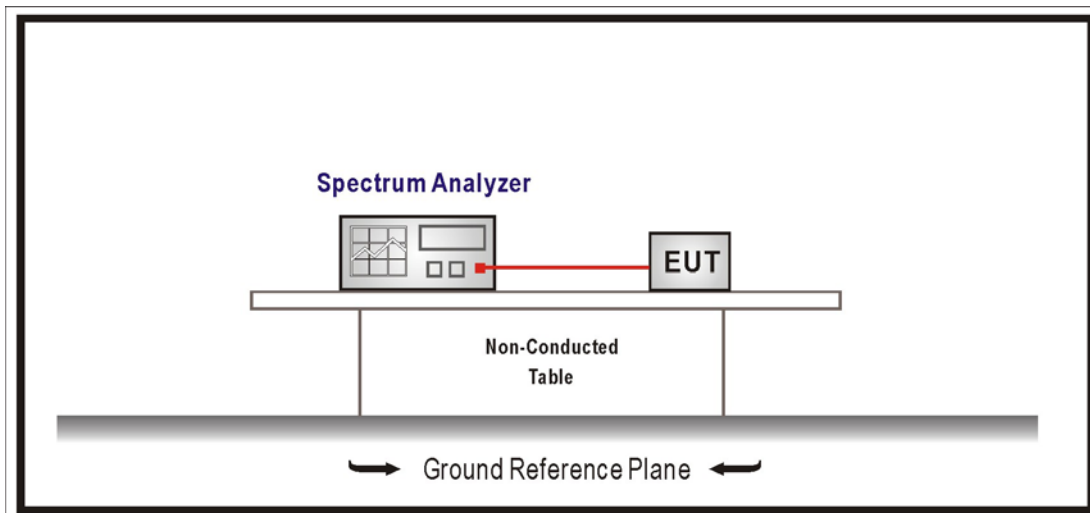 Spectrum Analyzer
EUT
Non-Conducted
Table
Ground Reference Plane